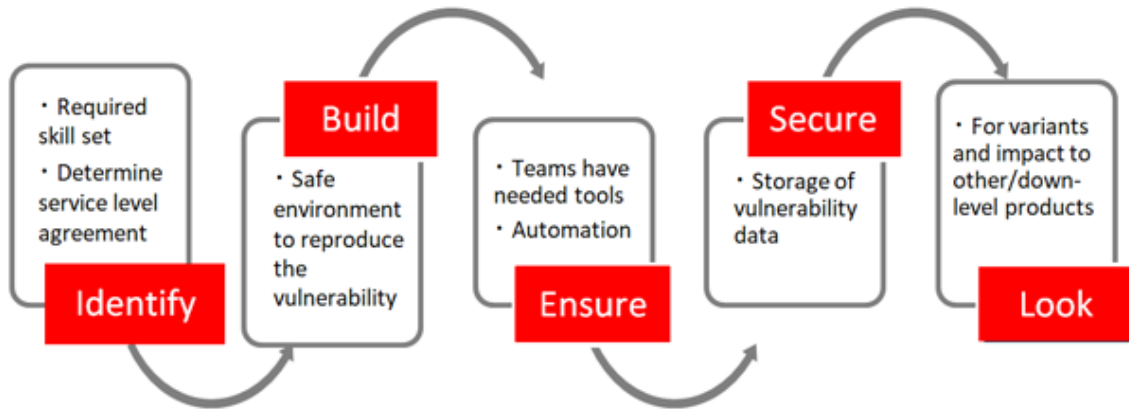 ・Required
skill set
・Determine
service level
agreement
Identify
Build
・Safe
environment
to reproduce
the
vulnerability
・Teams have
needed tools
・Automation
Ensure
Secure
・Storage of
vulnerability
data
・For variants
and impact to
other/down-
level products
Look